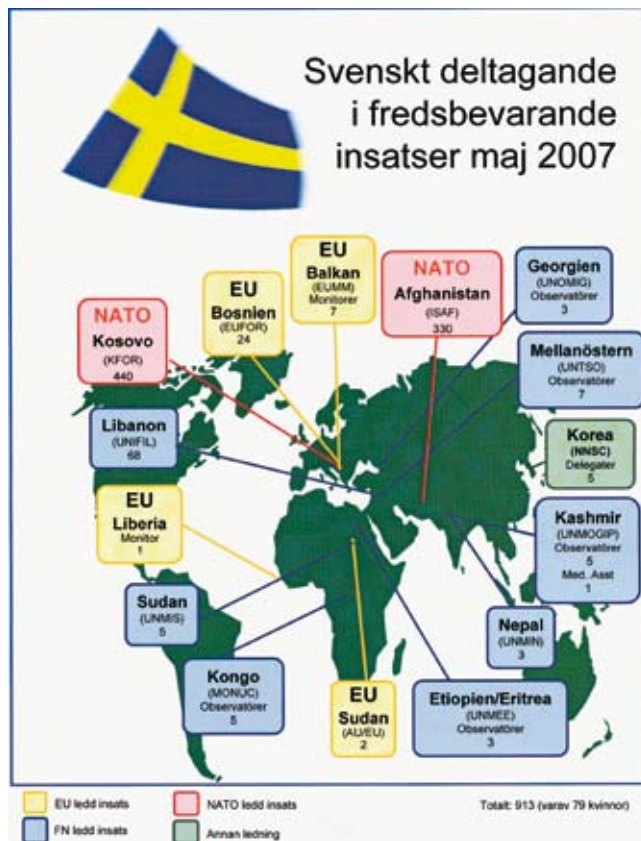 Svenskt deltagande
i fredsbevarande
insatser maj 2007
EU
Balkan
(EUMM)
Monitorer
7
NATO
Afghanistan
(ISAF)
330
Georgien
(UNOMIG)
Observatörer
3
EU
Bosnien
(EUFOR)
24
NATO
Kosovo
(KFOR)
440
Mellanöstern
(UNTSO)
Observatörer
7
Libanon
(UNIFIL)
68
Korea
(NNSC)
Delegater
5
EU
Liberia
Monitor
1
Kashmir
(UNMOGIP)
Observatörer
5
Med. Asst
1
Sudan
(UNMIS)
5
Nepal
(UNMIN)
3
Kongo
(MONUC)
Observatörer
5
EU
Sudan
(AU/EU)
2
Etiopien/Eritrea
(UNMEE)
Observatörer
3
EU ledd insats
NATO ledd insats
Totalt: 913 (varav 79 kvinnor)
FN ledd insats
Annan ledning